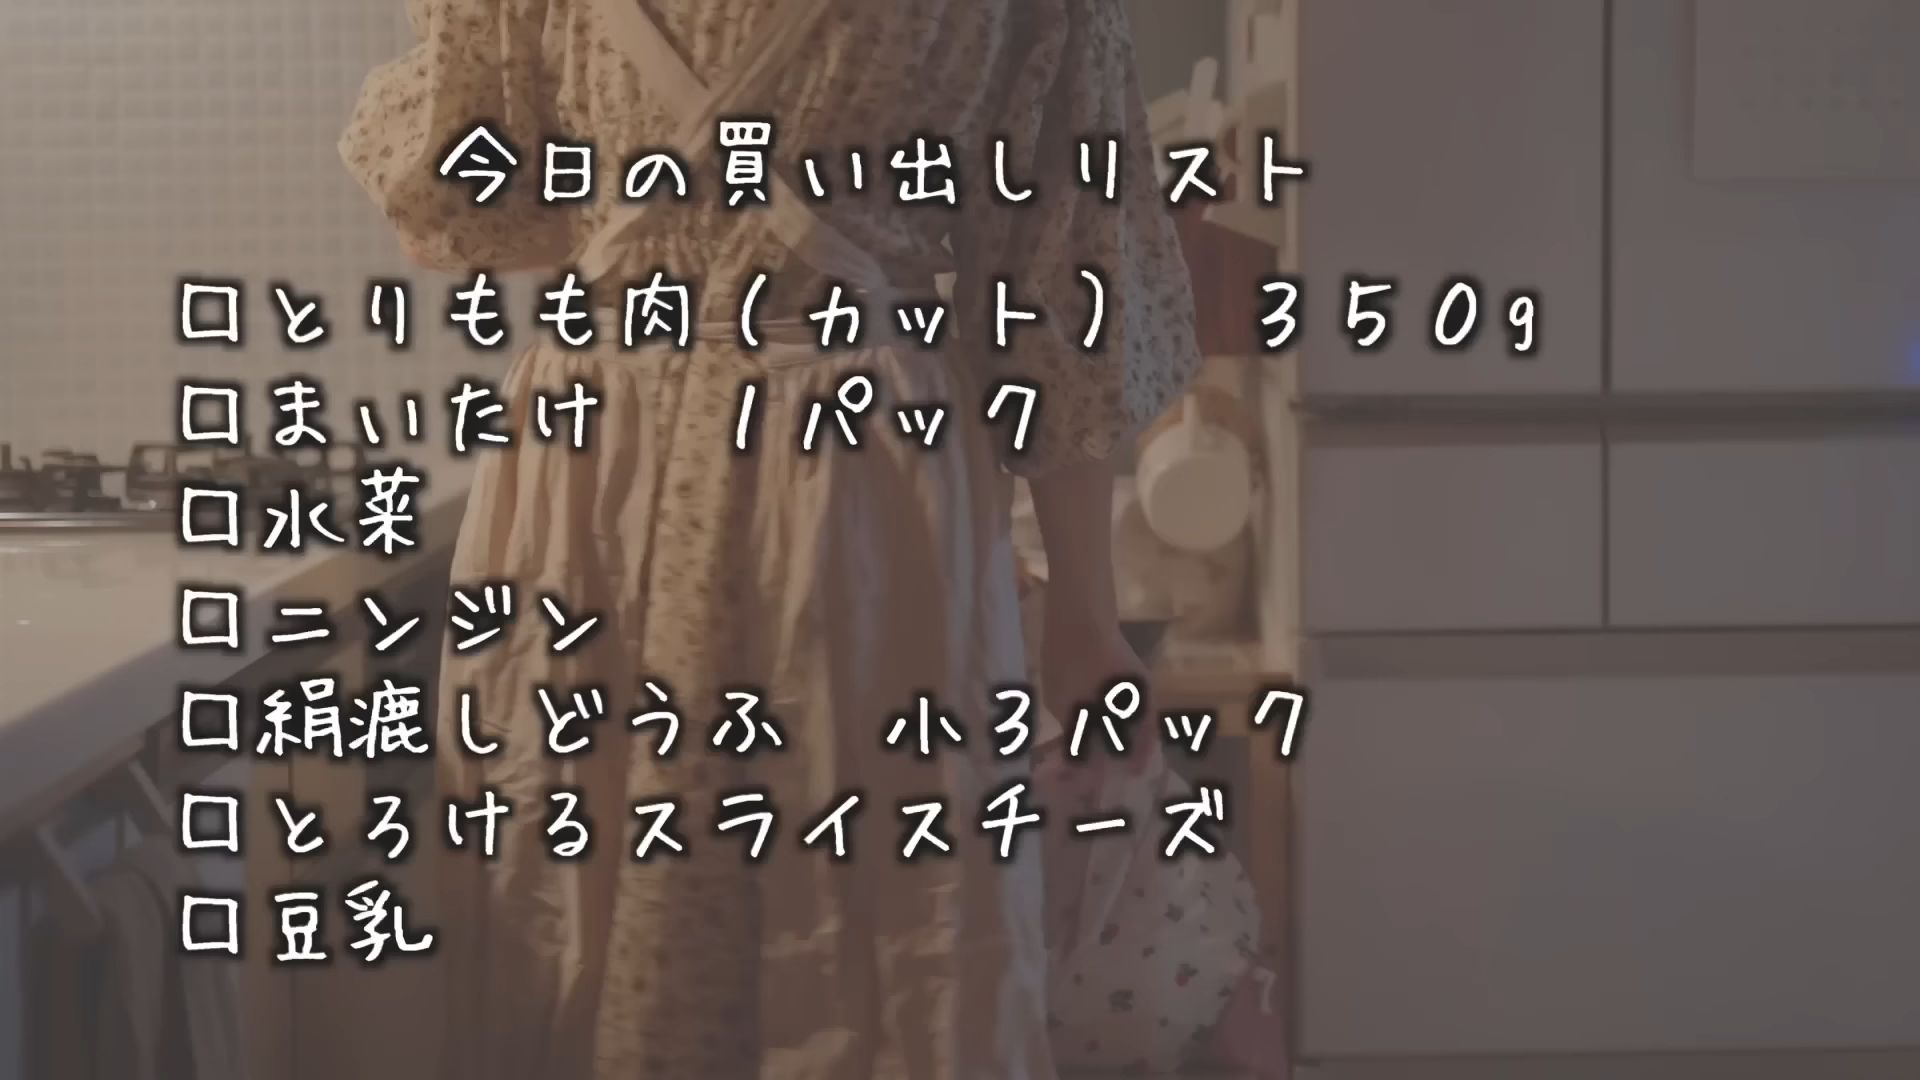 今日の買い出しリスト
□とりもも肉(カット)　350g
□まいたけ　1パック
□水菜
□ニンジン
□絹漉しどうふ　小3パック
□とろけるスライスチーズ
□豆乳